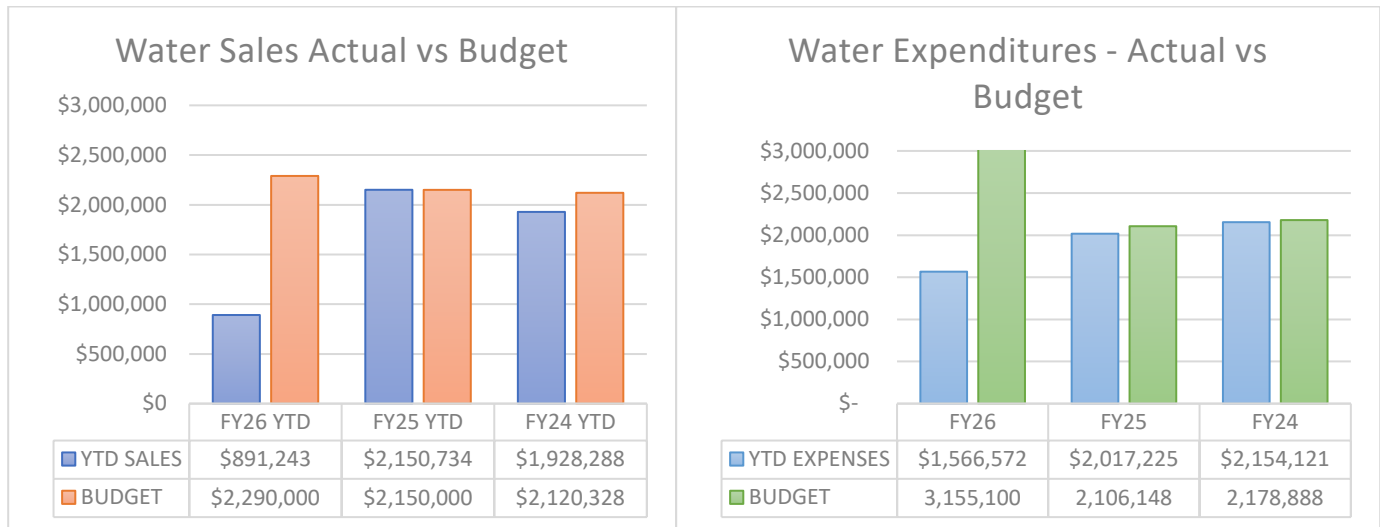 Water Sales Actual vs Budget
$3,000,000
$2,500,000
$2,000,000
$1,500,000
$1,000,000
$500,000
$0
FY26 YTD FY25 YTD FY24 YTD
YTD SALES $891,243 $2,150,734 $1,928,288
BUDGET $2,290,000 $2,150,000 $2,120,328
Water Expenditures - Actual vs
Budget
$3,000,000
$2,500,000
$2,000,000
$1,500,000
$1,000,000
$500,000
$-
FY26 FY25 FY24
YTD EXPENSES $1,566,572 $2,017,225 $2,154,121
BUDGET 3,155,100 2,106,148 2,178,888